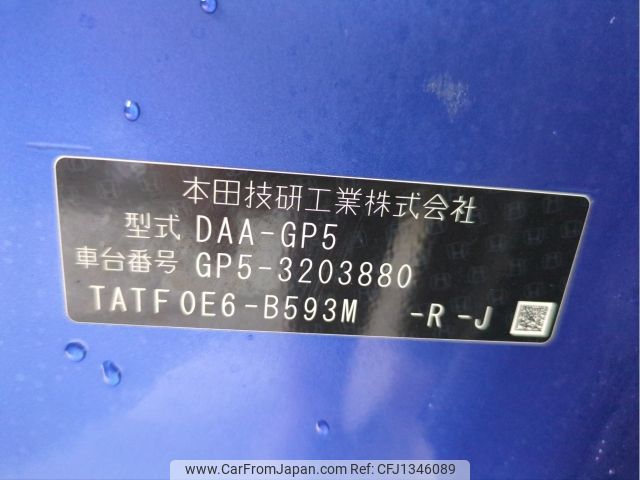 本田技研工業株式会社
型式 DAA-GP5
車台番号 GP5-3203880
TATF0E6-B593M -R -J
www.CarFromJapan.com CFJ1346089